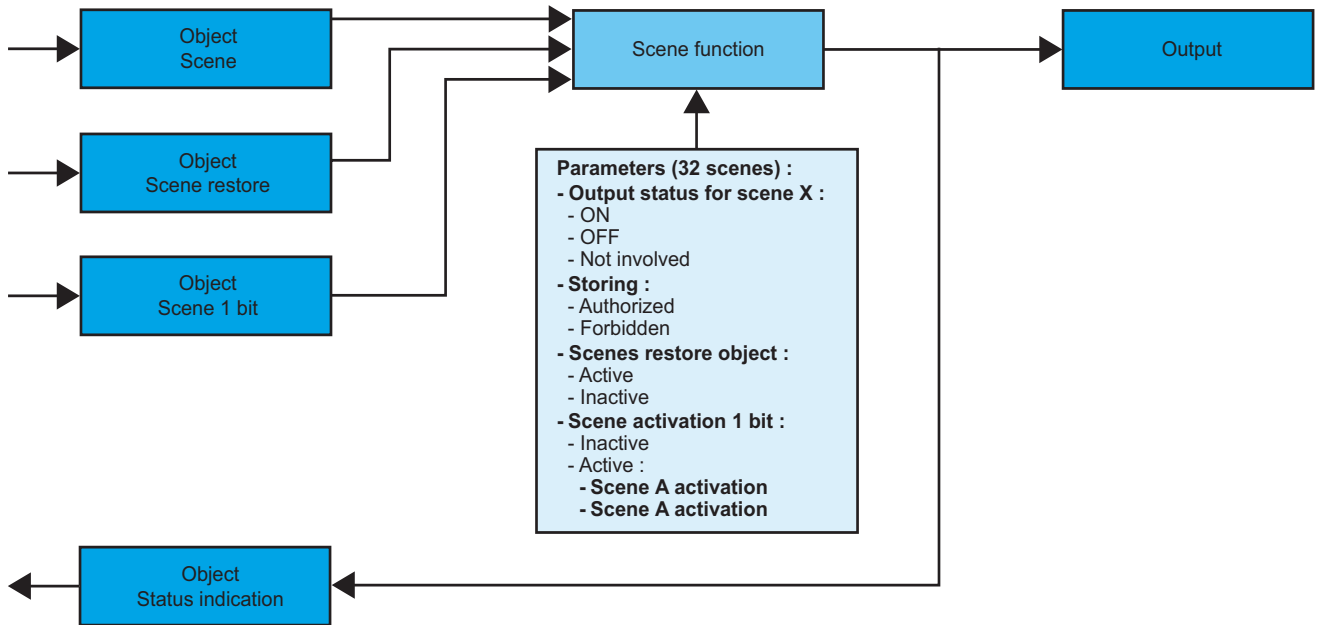 Object
Scene
Scene function
Output
Object
Scene restore
Object
Scene 1 bit
Parameters (32 scenes) :
- Output status for scene X :
- ON
- OFF
- Not involved
- Storing :
- Authorized
- Forbidden
- Scenes restore object :
- Active
- Inactive
- Scene activation 1 bit :
- Inactive
- Active :
- Scene A activation
- Scene A activation
Object
Status indication